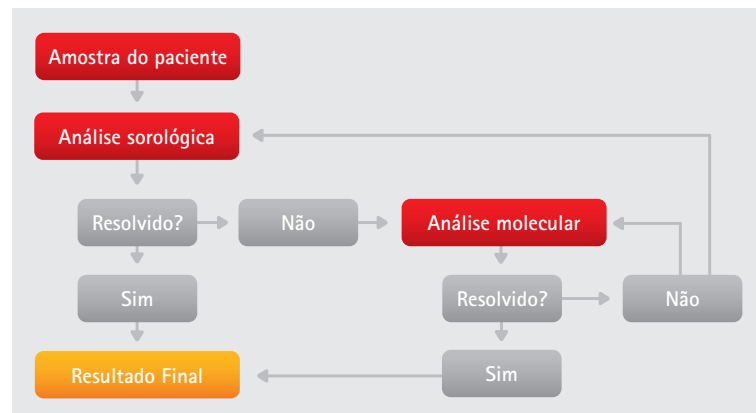 Amostra do paciente
Análise sorológica
Resolvido?
Não
Análise molecular
Sim
Resolvido?
Não
Resultado Final
Sim